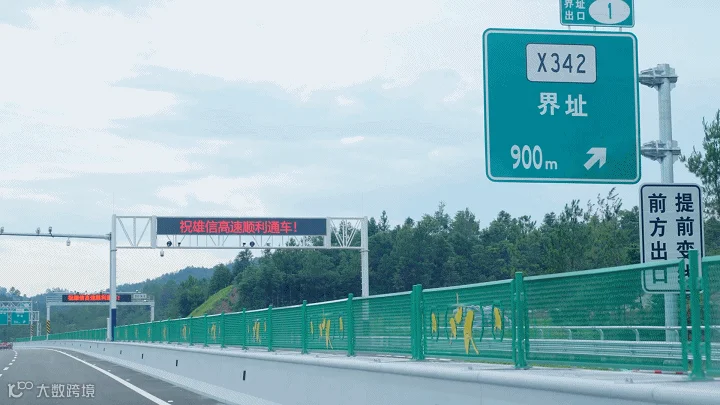 界址
出口
1
X342
界址
900m
前方出口
提前变
祝雄信高速顺利通车!
大数跨境